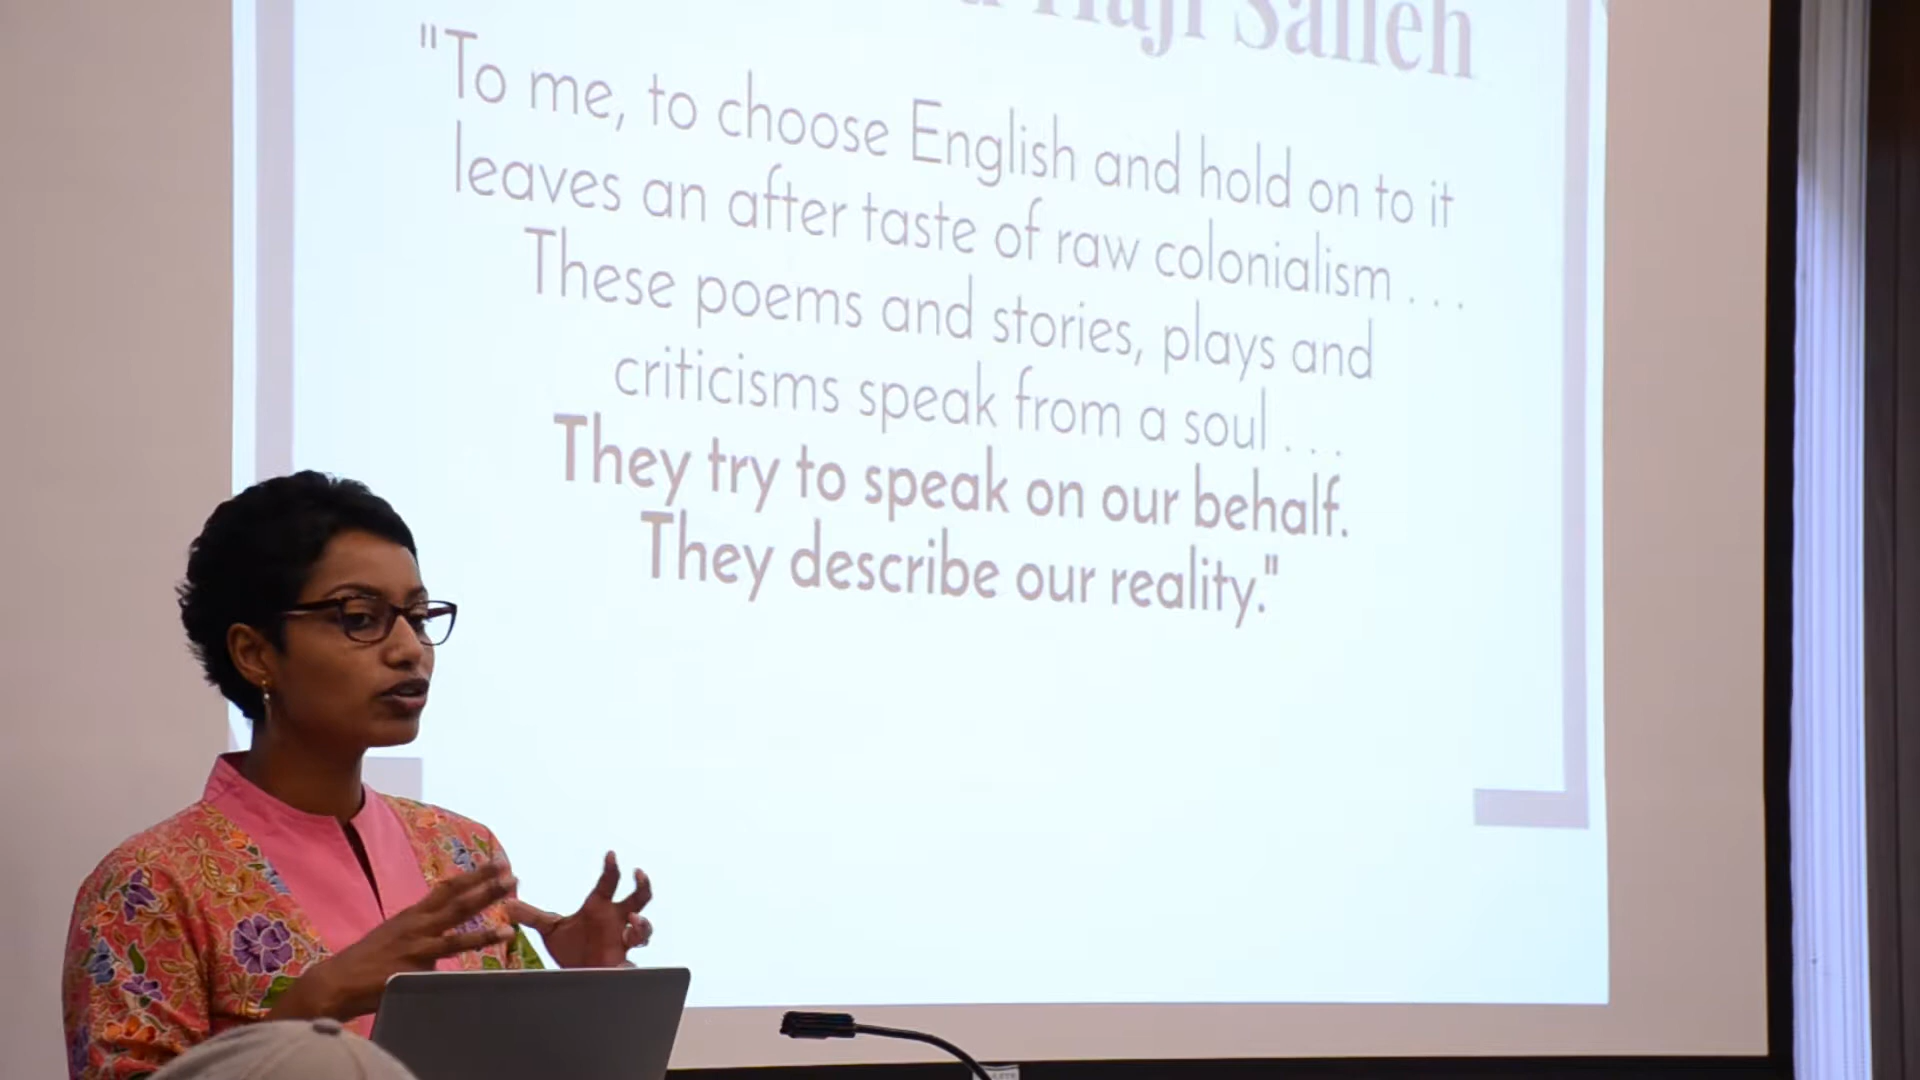 Haji Salleh
"To me, to choose English and hold on to it
leaves an after taste of raw colonialism . . .
These poems and stories, plays and
criticisms speak from a soul . . .
They try to speak on our behalf.
They describe our reality."